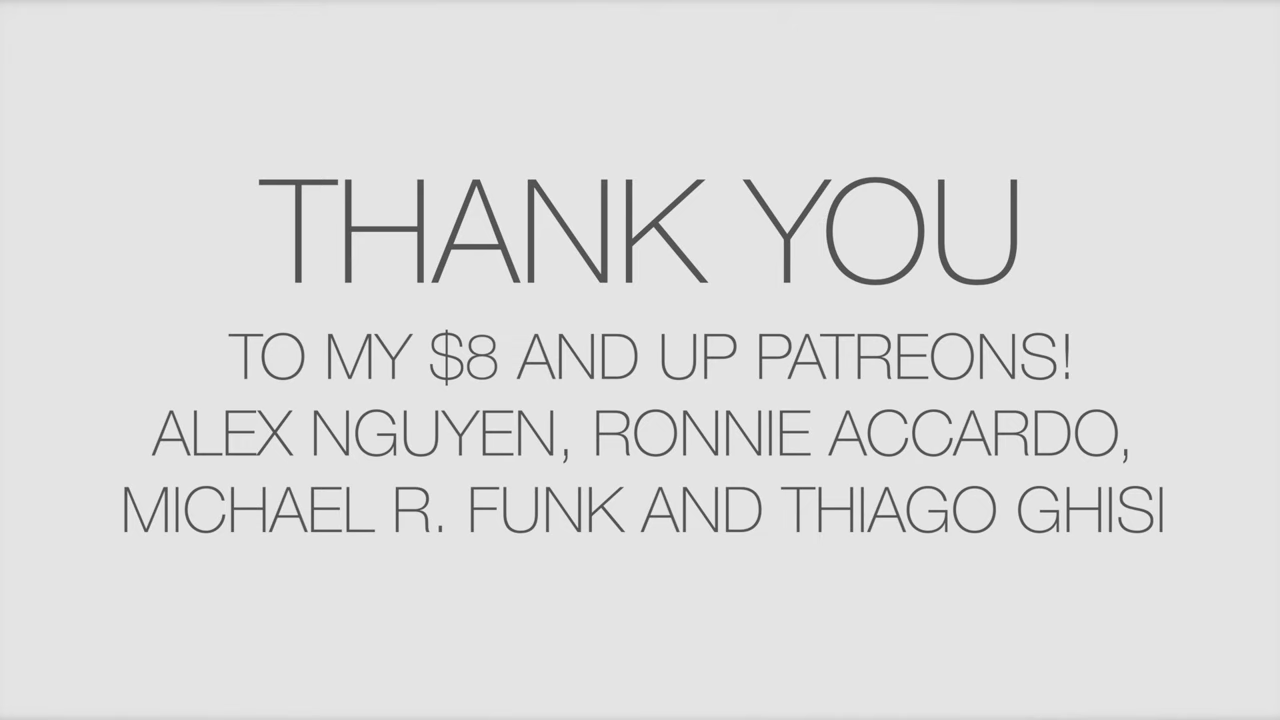 THANK YOU
TO MY $8 AND UP PATREONS!
ALEX NGUYEN, RONNIE ACCARDO,
MICHAEL R. FUNK AND THIAGO GHISI